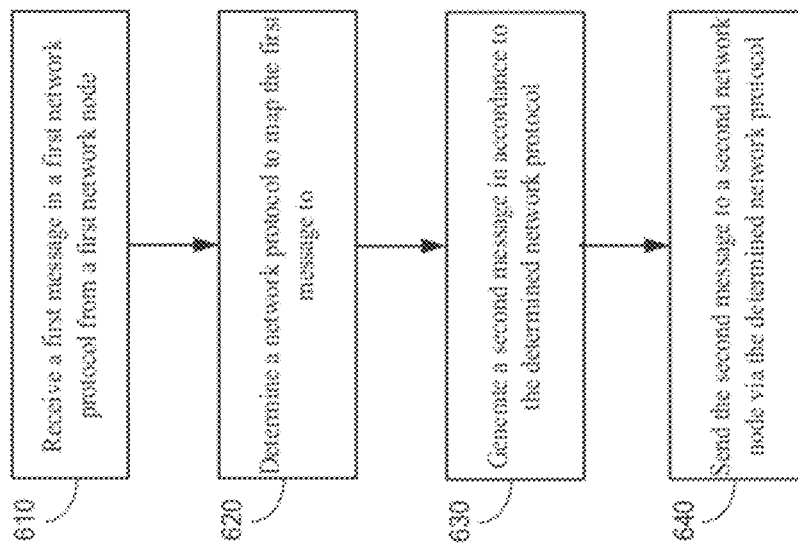 610
Receive a first message in a first network
protocol from a first network node
620
Determine a network protocol to map the first
message to
630
Generate a second message in accordance to
the determined network protocol
640
Send the second message to a second network
node via the determined network protocol